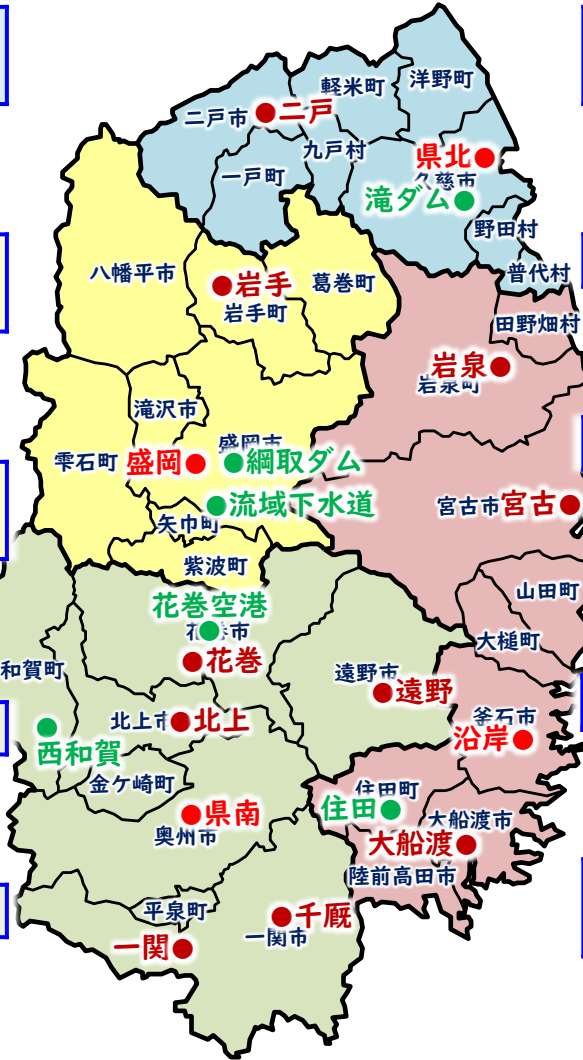 洋野町
軽米町
二戸市
二戸
九戸村
県北
一戸町
久慈市
滝ダム
野田村
普代村
八幡平市
岩手
葛巻町
岩手町
田野畑村
岩泉
岩泉町
滝沢市
盛岡市
雫石町
盛岡
綱取ダム
流域下水道
宮古市
宮古
矢巾町
紫波町
山田町
花巻空港
花巻市
大槌町
花巻
和賀町
遠野市
遠野
北上市
北上
釜石市
沿岸
西和賀
金ケ崎町
住田町
住田
県南
奥州市
大船渡市
大船渡
陸前高田市
平泉町
千厩
一関市
一関